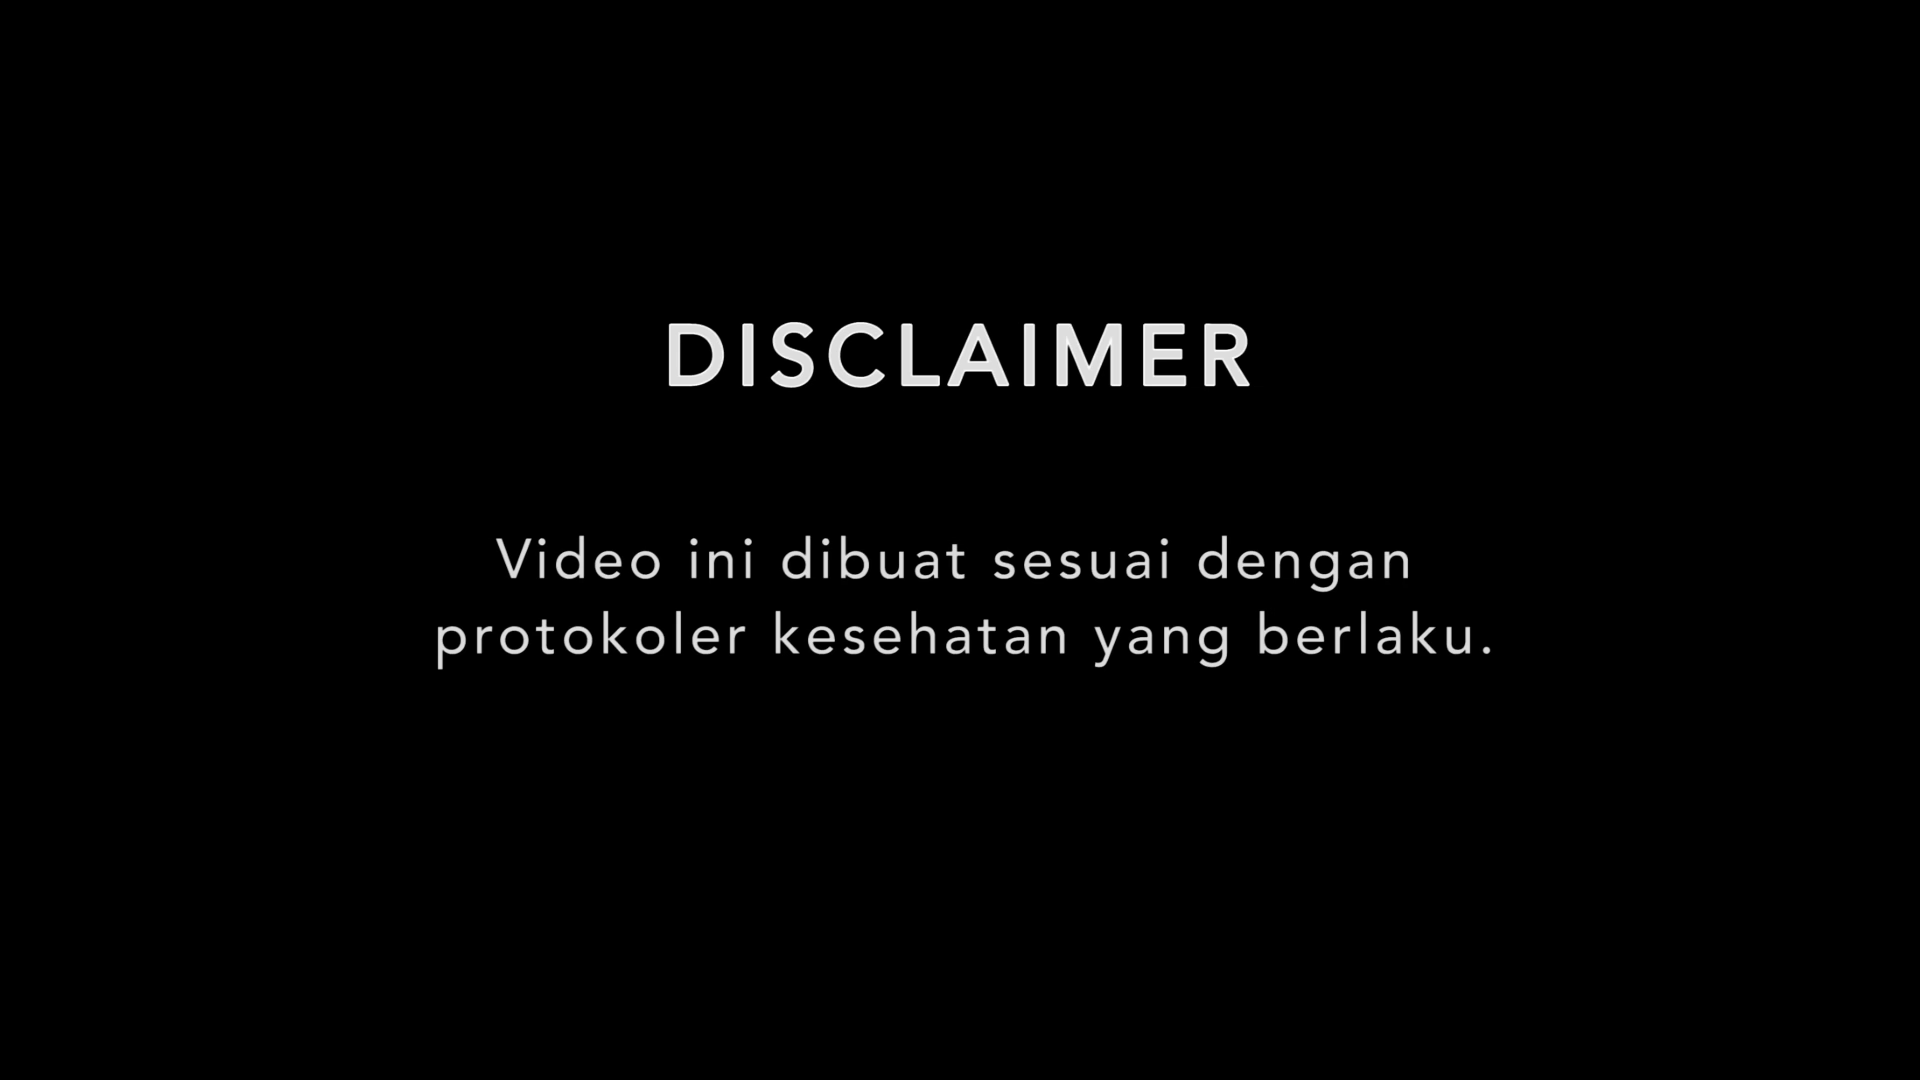 DISCLAIMER
Video ini dibuat sesuai dengan
protokoler kesehatan yang berlaku.